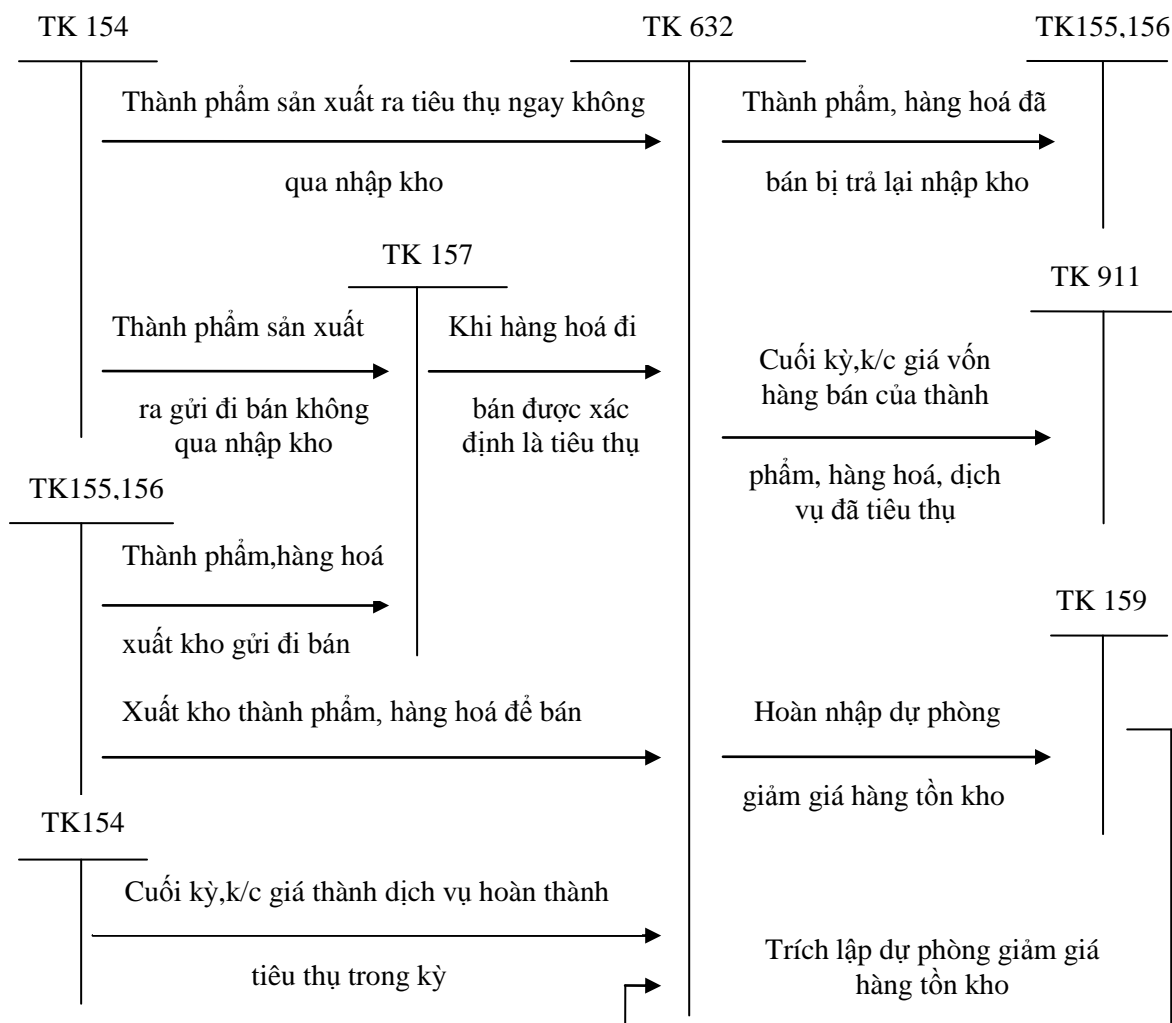 TK 154
TK 632
TK155,156
Thành phẩm sản xuất ra tiêu thụ ngay không
qua nhập kho
Thành phẩm, hàng hoá đã
bán bị trả lại nhập kho
TK 157
TK 911
Thành phẩm sản xuất
ra gửi đi bán không
qua nhập kho
Khi hàng hoá đi
bán được xác
định là tiêu thụ
Cuối kỳ,k/c giá vốn
hàng bán của thành
phẩm, hàng hoá, dịch
vụ đã tiêu thụ
TK155,156
Thành phẩm,hàng hoá
xuất kho gửi đi bán
TK 159
Xuất kho thành phẩm, hàng hoá để bán
Hoàn nhập dự phòng
giảm giá hàng tồn kho
TK154
Cuối kỳ,k/c giá thành dịch vụ hoàn thành
tiêu thụ trong kỳ
Trích lập dự phòng giảm giá
hàng tồn kho